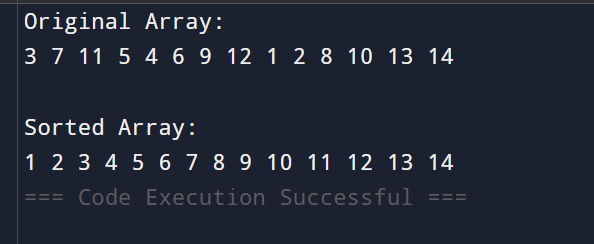 Original Array:
3 7 11 5 4 6 9 12 1 2 8 10 13 14
Sorted Array:
1 2 3 4 5 6 7 8 9 10 11 12 13 14
=== Code Execution Successful ===